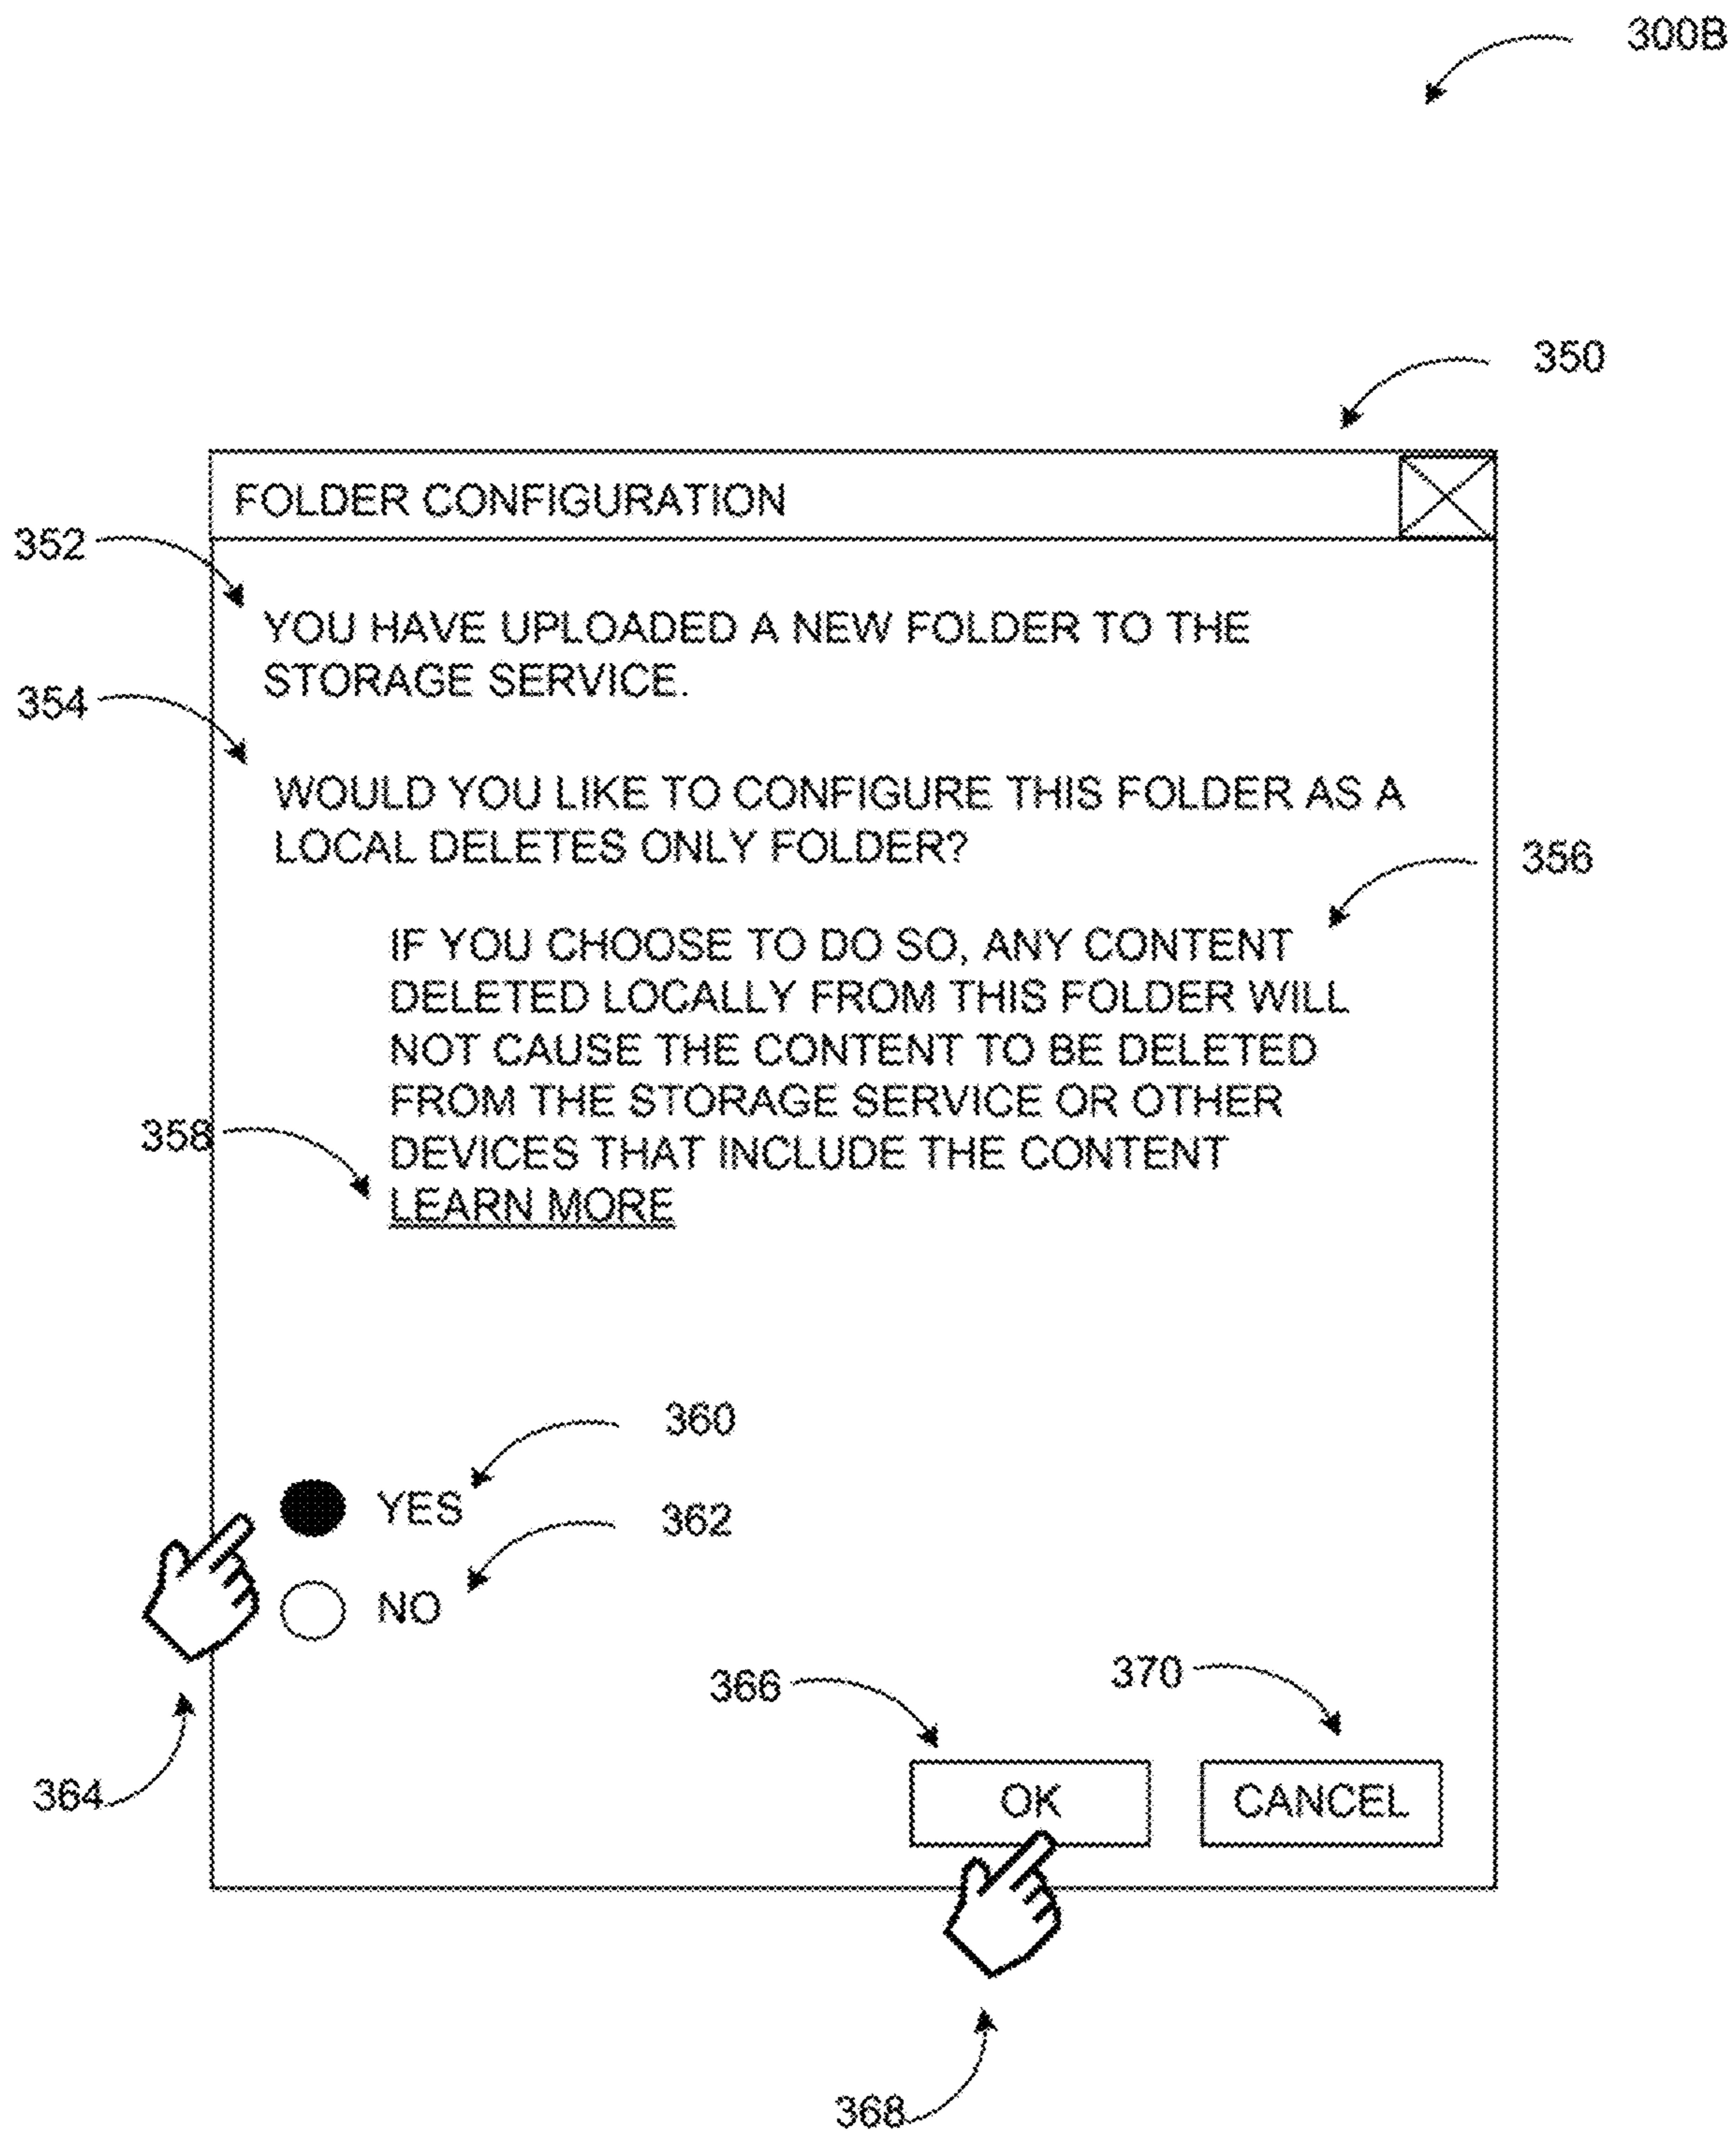 300B
350
FOLDER CONFIGURATION
352
YOU HAVE UPLOADED A NEW FOLDER TO THE
STORAGE SERVICE.
354
WOULD YOU LIKE TO CONFIGURE THIS FOLDER AS A
LOCAL DELETES ONLY FOLDER?
356
IF YOU CHOOSE TO DO SO, ANY CONTENT
DELETED LOCALLY FROM THIS FOLDER WILL
NOT CAUSE THE CONTENT TO BE DELETED
FROM THE STORAGE SERVICE OR OTHER
358
DEVICES THAT INCLUDE THE CONTENT
LEARN MORE
360
YES
362
NO
366
370
364
OK
CANCEL
368